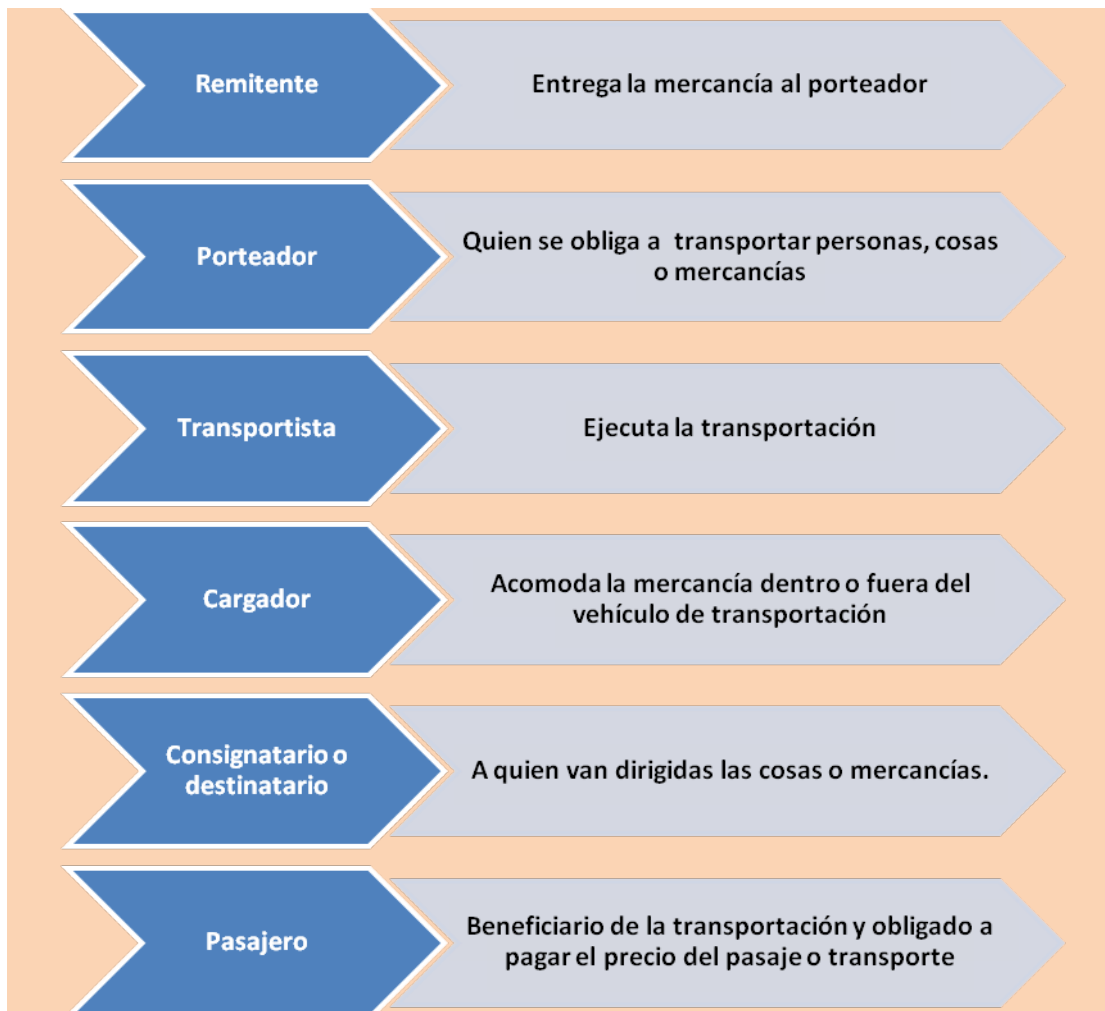 Remitente
Entrega la mercancía al porteador
Porteador
Quien se obliga a transportar personas, cosas
o mercancías
Transportista
Ejecuta la transportación
Cargador
Acomoda la mercancía dentro o fuera del
vehículo de transportación
Consignatario o
destinatario
A quien van dirigidas las cosas o mercancías.
Pasajero
Beneficiario de la transportación y obligado a
pagar el precio del pasaje o transporte